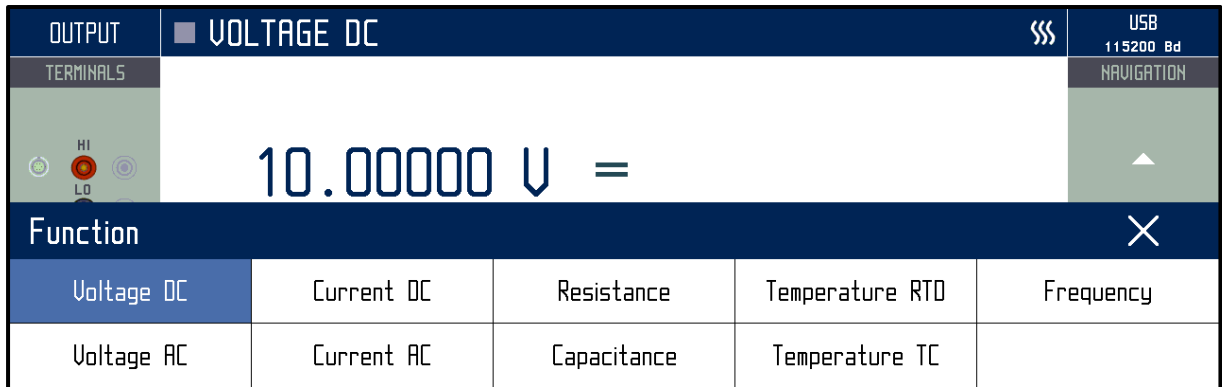 OUTPUT
VOLTAGE DC
USB
115200 Bd
TERMINALS
NAVIGATION
HI
LO
10.00000 V =
Function
Voltage DC
Current DC
Resistance
Temperature RTD
Frequency
Voltage AC
Current AC
Capacitance
Temperature TC